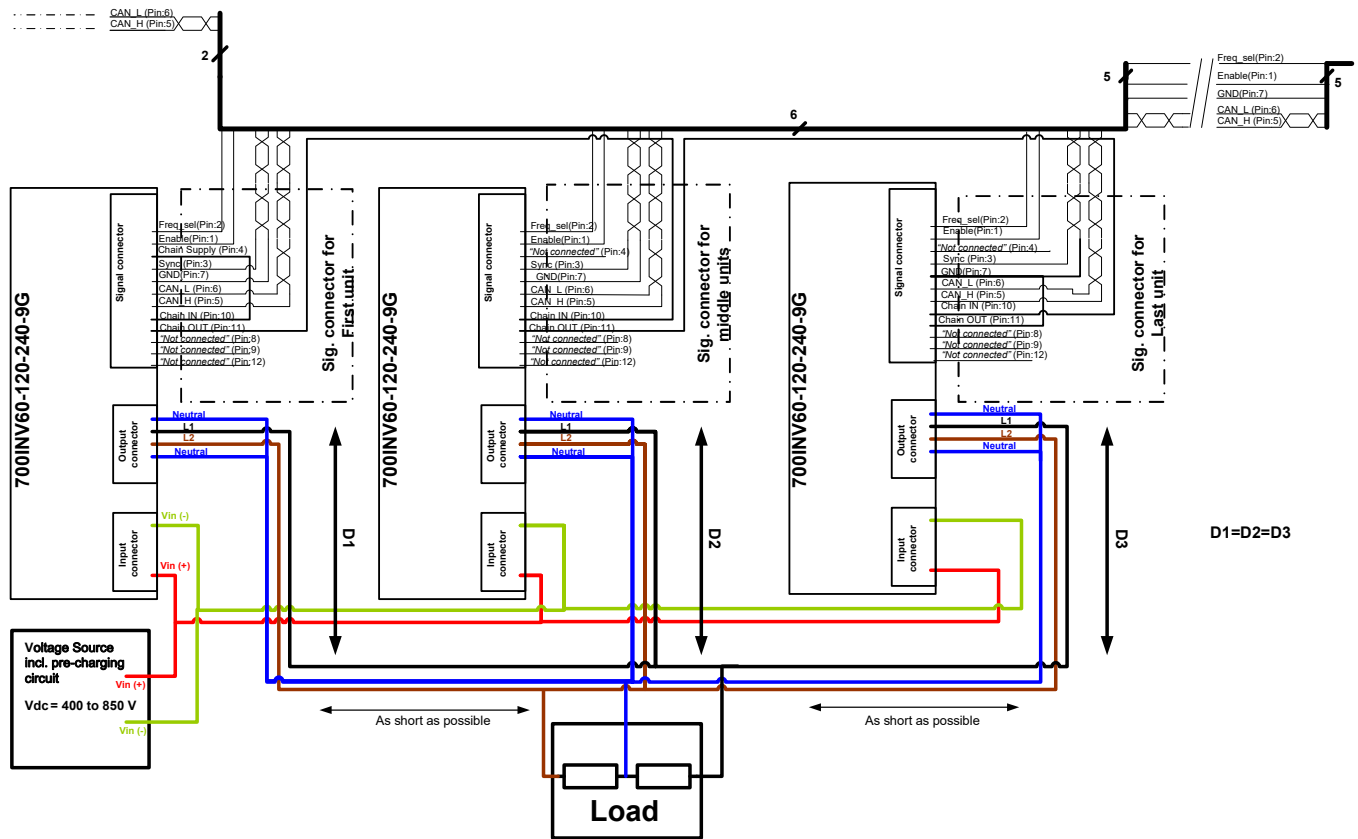 CAN_L (Pin:6)
CAN_H (Pin:5)
2
6
5
Freq_sel(Pin:2)
Enable(Pin:1)
GND(Pin:7)
CAN_L (Pin:6)
CAN_H (Pin:5)
5
700INV60-120-240-9G
Signal connector
Freq_sel(Pin:2)
Enable(Pin:1)
Chain Supply (Pin:4)
Sync(Pin:3)
GND(Pin:7)
CAN_L (Pin:6)
CAN_H (Pin:5)
Chain IN (Pin:10)
Chain OUT (Pin:11)
"Not connected" (Pin:8)
"Not connected" (Pin:9)
"Not connected" (Pin:12)
Sig. connector for
First unit
Output
connector
Neutral
L1
L2
Neutral
Input
connector
Vin (-)
Vin (+)
D1
700INV60-120-240-9G
Signal connector
Freq_sel(Pin:2)
Enable(Pin:1)
"Not connected" (Pin:4)
Sync(Pin:3)
GND(Pin:7)
CAN_L (Pin:6)
CAN_H (Pin:5)
Chain IN (Pin:10)
Chain OUT (Pin:11)
"Not connected" (Pin:8)
"Not connected" (Pin:9)
"Not connected" (Pin:12)
Sig. connector for
middle units
Output
connector
Neutral
L1
L2
Neutral
Input
connector
D2
700INV60-120-240-9G
Signal connector
Freq_sel(Pin:2)
Enable(Pin:1)
"Not connected" (Pin:4)
Sync(Pin:3)
GND(Pin:7)
CAN_L (Pin:6)
CAN_H (Pin:5)
Chain IN (Pin:10)
Chain OUT (Pin:11)
"Not connected" (Pin:8)
"Not connected" (Pin:9)
"Not connected" (Pin:12)
Sig. connector for
Last unit
Output
connector
Neutral
L1
L2
Neutral
Input
connector
D3
D1=D2=D3
Voltage Source
incl. pre-charging
circuit
Vin (+)
Vdc = 400 to 850 V
Vin (-)
As short as possible
As short as possible
Load